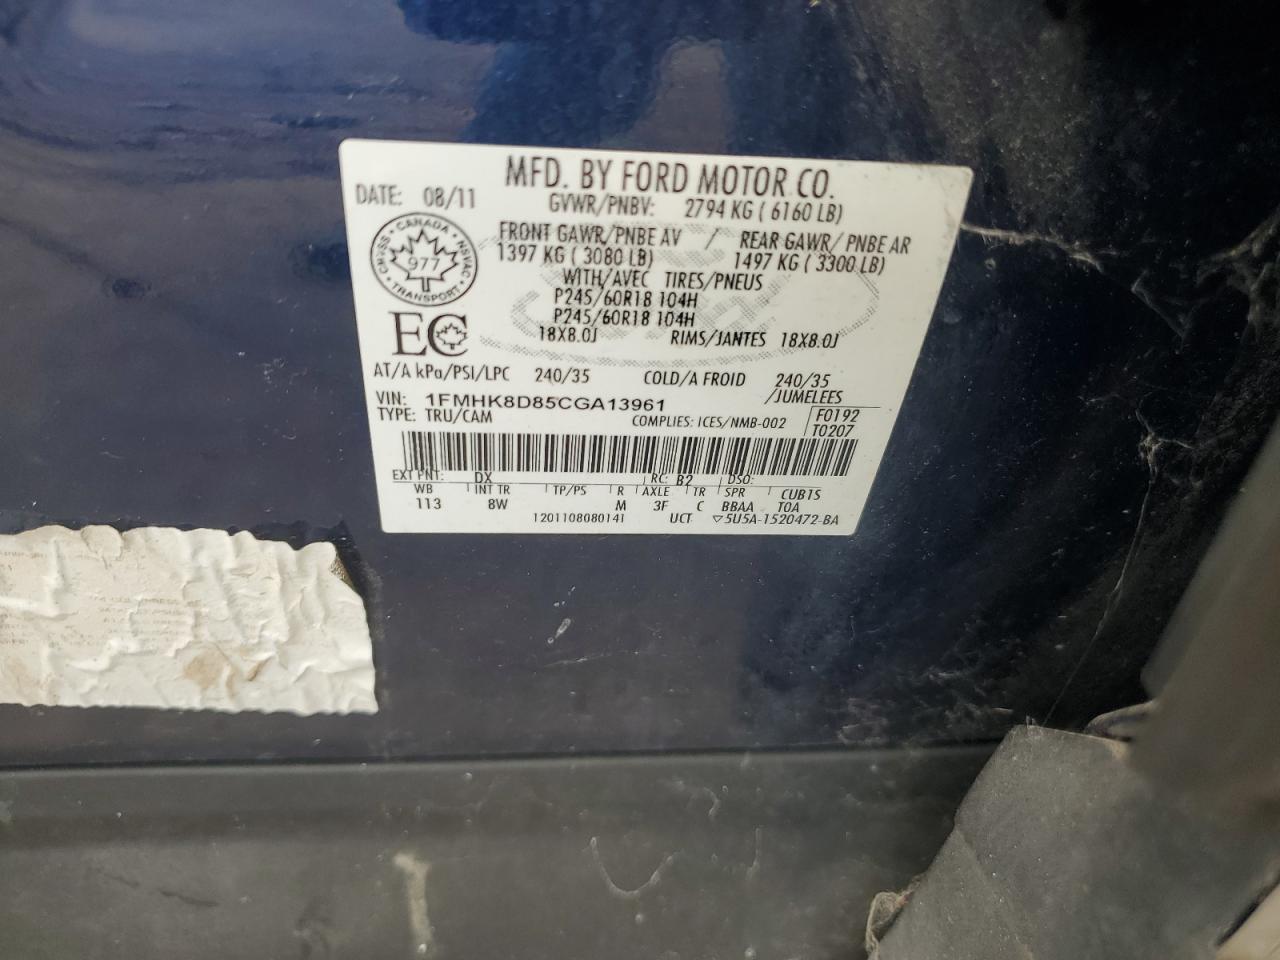 MFD. BY FORD MOTOR CO.
DATE: 08/11 GVWR/PNBV: 2794 KG ( 6160 LB)
FRONT GAWR/PNBE AV / REAR GAWR/ PNBE AR
1397 KG ( 3080 LB) 1497 KG ( 3300 LB)
WITH/AVEC TIRES/PNEUS
P245/60R18 104H
P245/60R18 104H
18X8.0J RIMS/JANTES 18X8.0J
CANADA
977
TRANSPORT
EC
AT/A kPa/PSI/LPC 240/35 COLD/A FROID 240/35
/JUMELEES
VIN: 1FMHK8D85CGA13961
TYPE: TRU/CAM COMPLIES: ICES/NMB-002 F0192
T0207
EXT PNT: DX RC: B2 DSO:
WB INT TR TP/PS R AXLE TR SPR CUB1S
113 8W M 3F C BBAA T0A
1201108080141 UCT ▽5U5A-1520472-BA